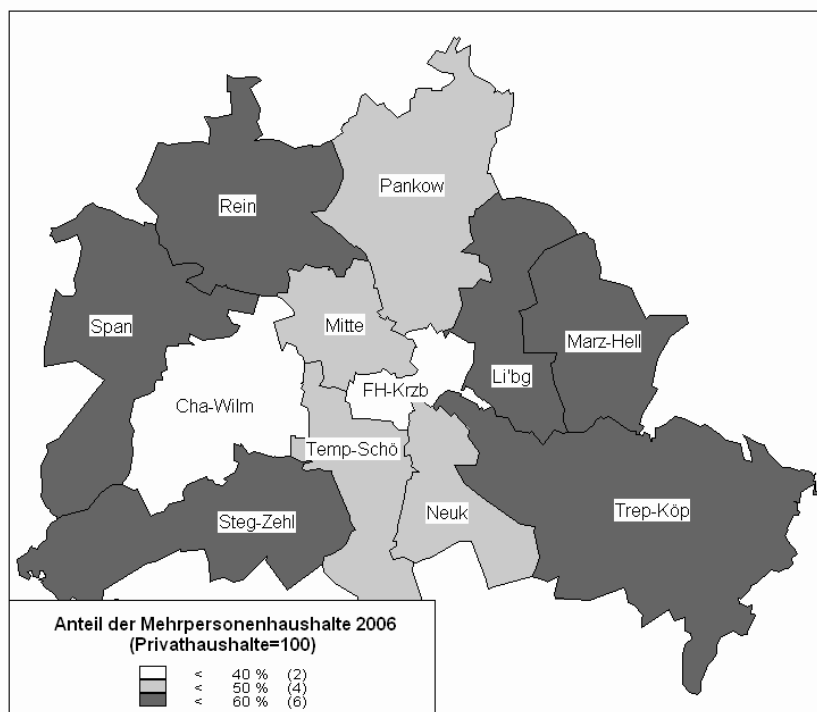 Pankow
Rein
Span
Mitte
Marz-Hell
Li'bg
FH-Krzb
Cha-Wilm
Temp-Schö
Steg-Zehl
Neuk
Trep-Köp
Anteil der Mehrpersonenhaushalte 2006
(Privathaushalte=100)
< 40 % (2)
< 50 % (4)
< 60 % (6)